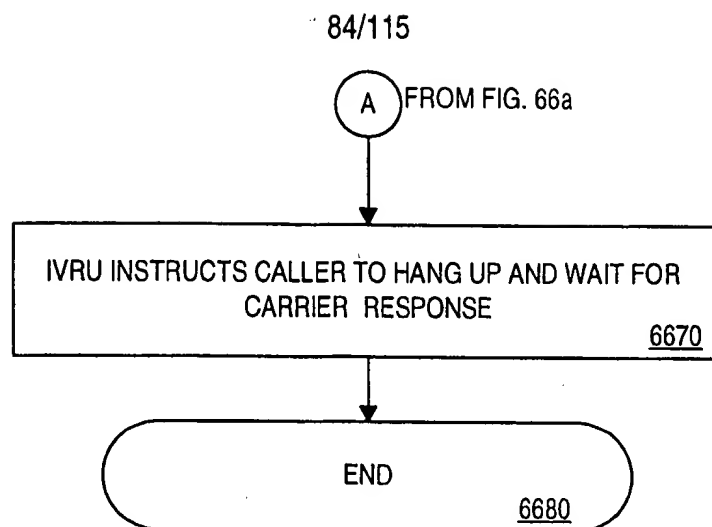 84/115
A FROM FIG. 66a
IVRU INSTRUCTS CALLER TO HANG UP AND WAIT FOR
CARRIER RESPONSE
6670
END
6680